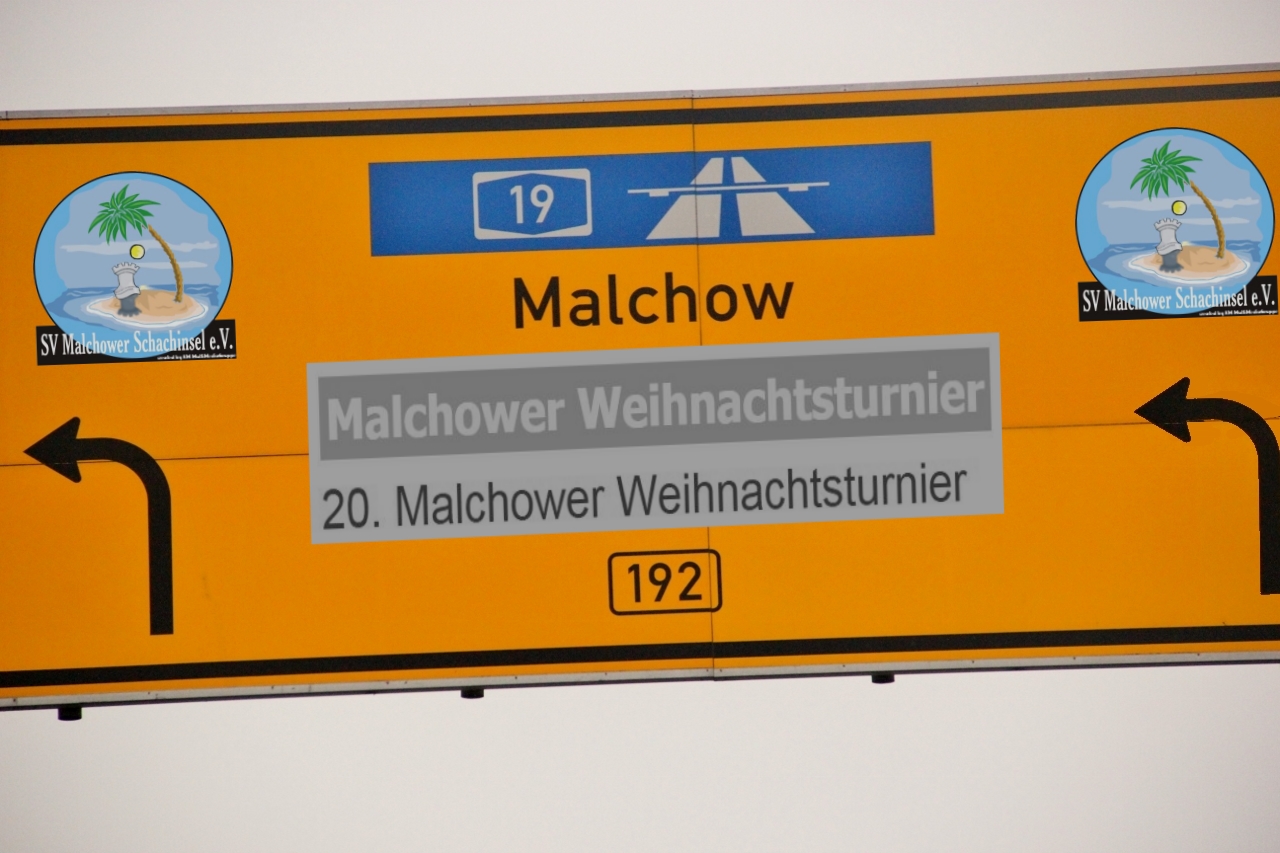 19
Malchow
SV Malchower Schachinsel e.V.
SV Malchower Schachinsel e.V.
Malchower Weihnachtsturnier
20. Malchower Weihnachtsturnier
192